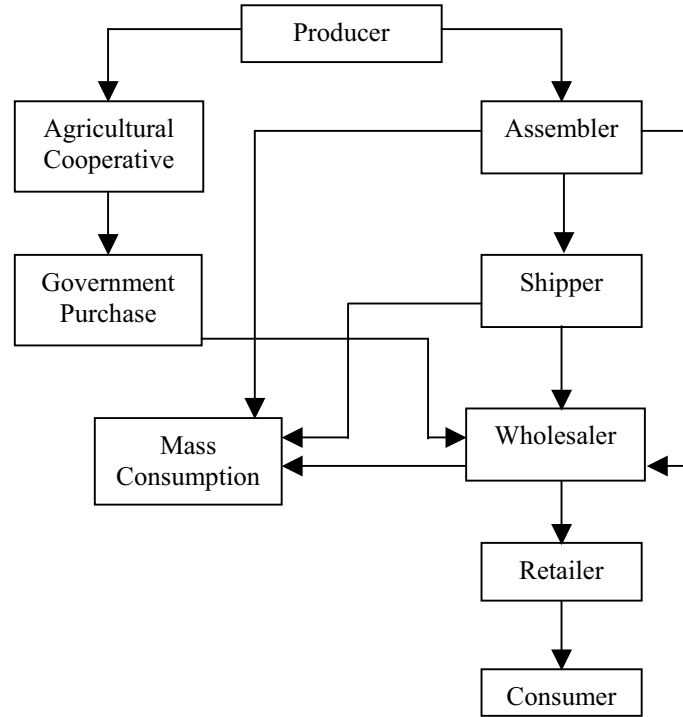 Producer
Agricultural
Cooperative
Assembler
Government
Purchase
Shipper
Mass
Consumption
Wholesaler
Retailer
Consumer